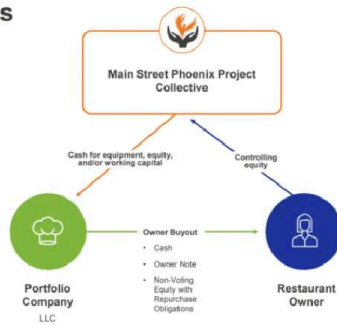 s
Main Street Phoenix Project
Collective
Cash for equipment, equity,
and/or working capital
Controlling
equity
Owner Buyout
• Cash
• Owner Note
• Non-Voting
Equity with
Repurchase
Obligations
Portfolio
Company
LLC
Restaurant
Owner